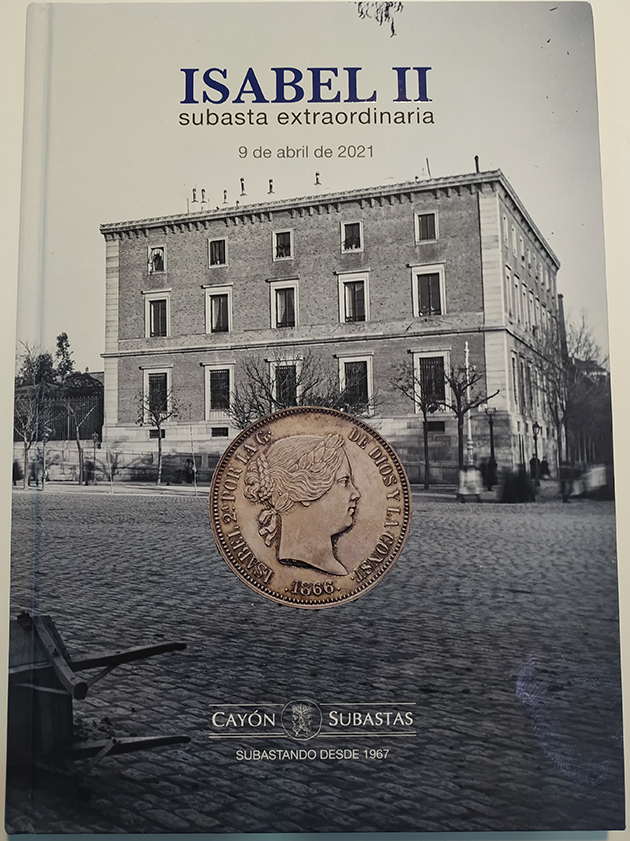 ISABEL II
subasta extraordinaria
9 de abril de 2021
ISABEL 2ª POR LA G. DE DIOS Y LA CONST.
·1866·
CAYÓN SUBASTAS
SUBASTANDO DESDE 1967